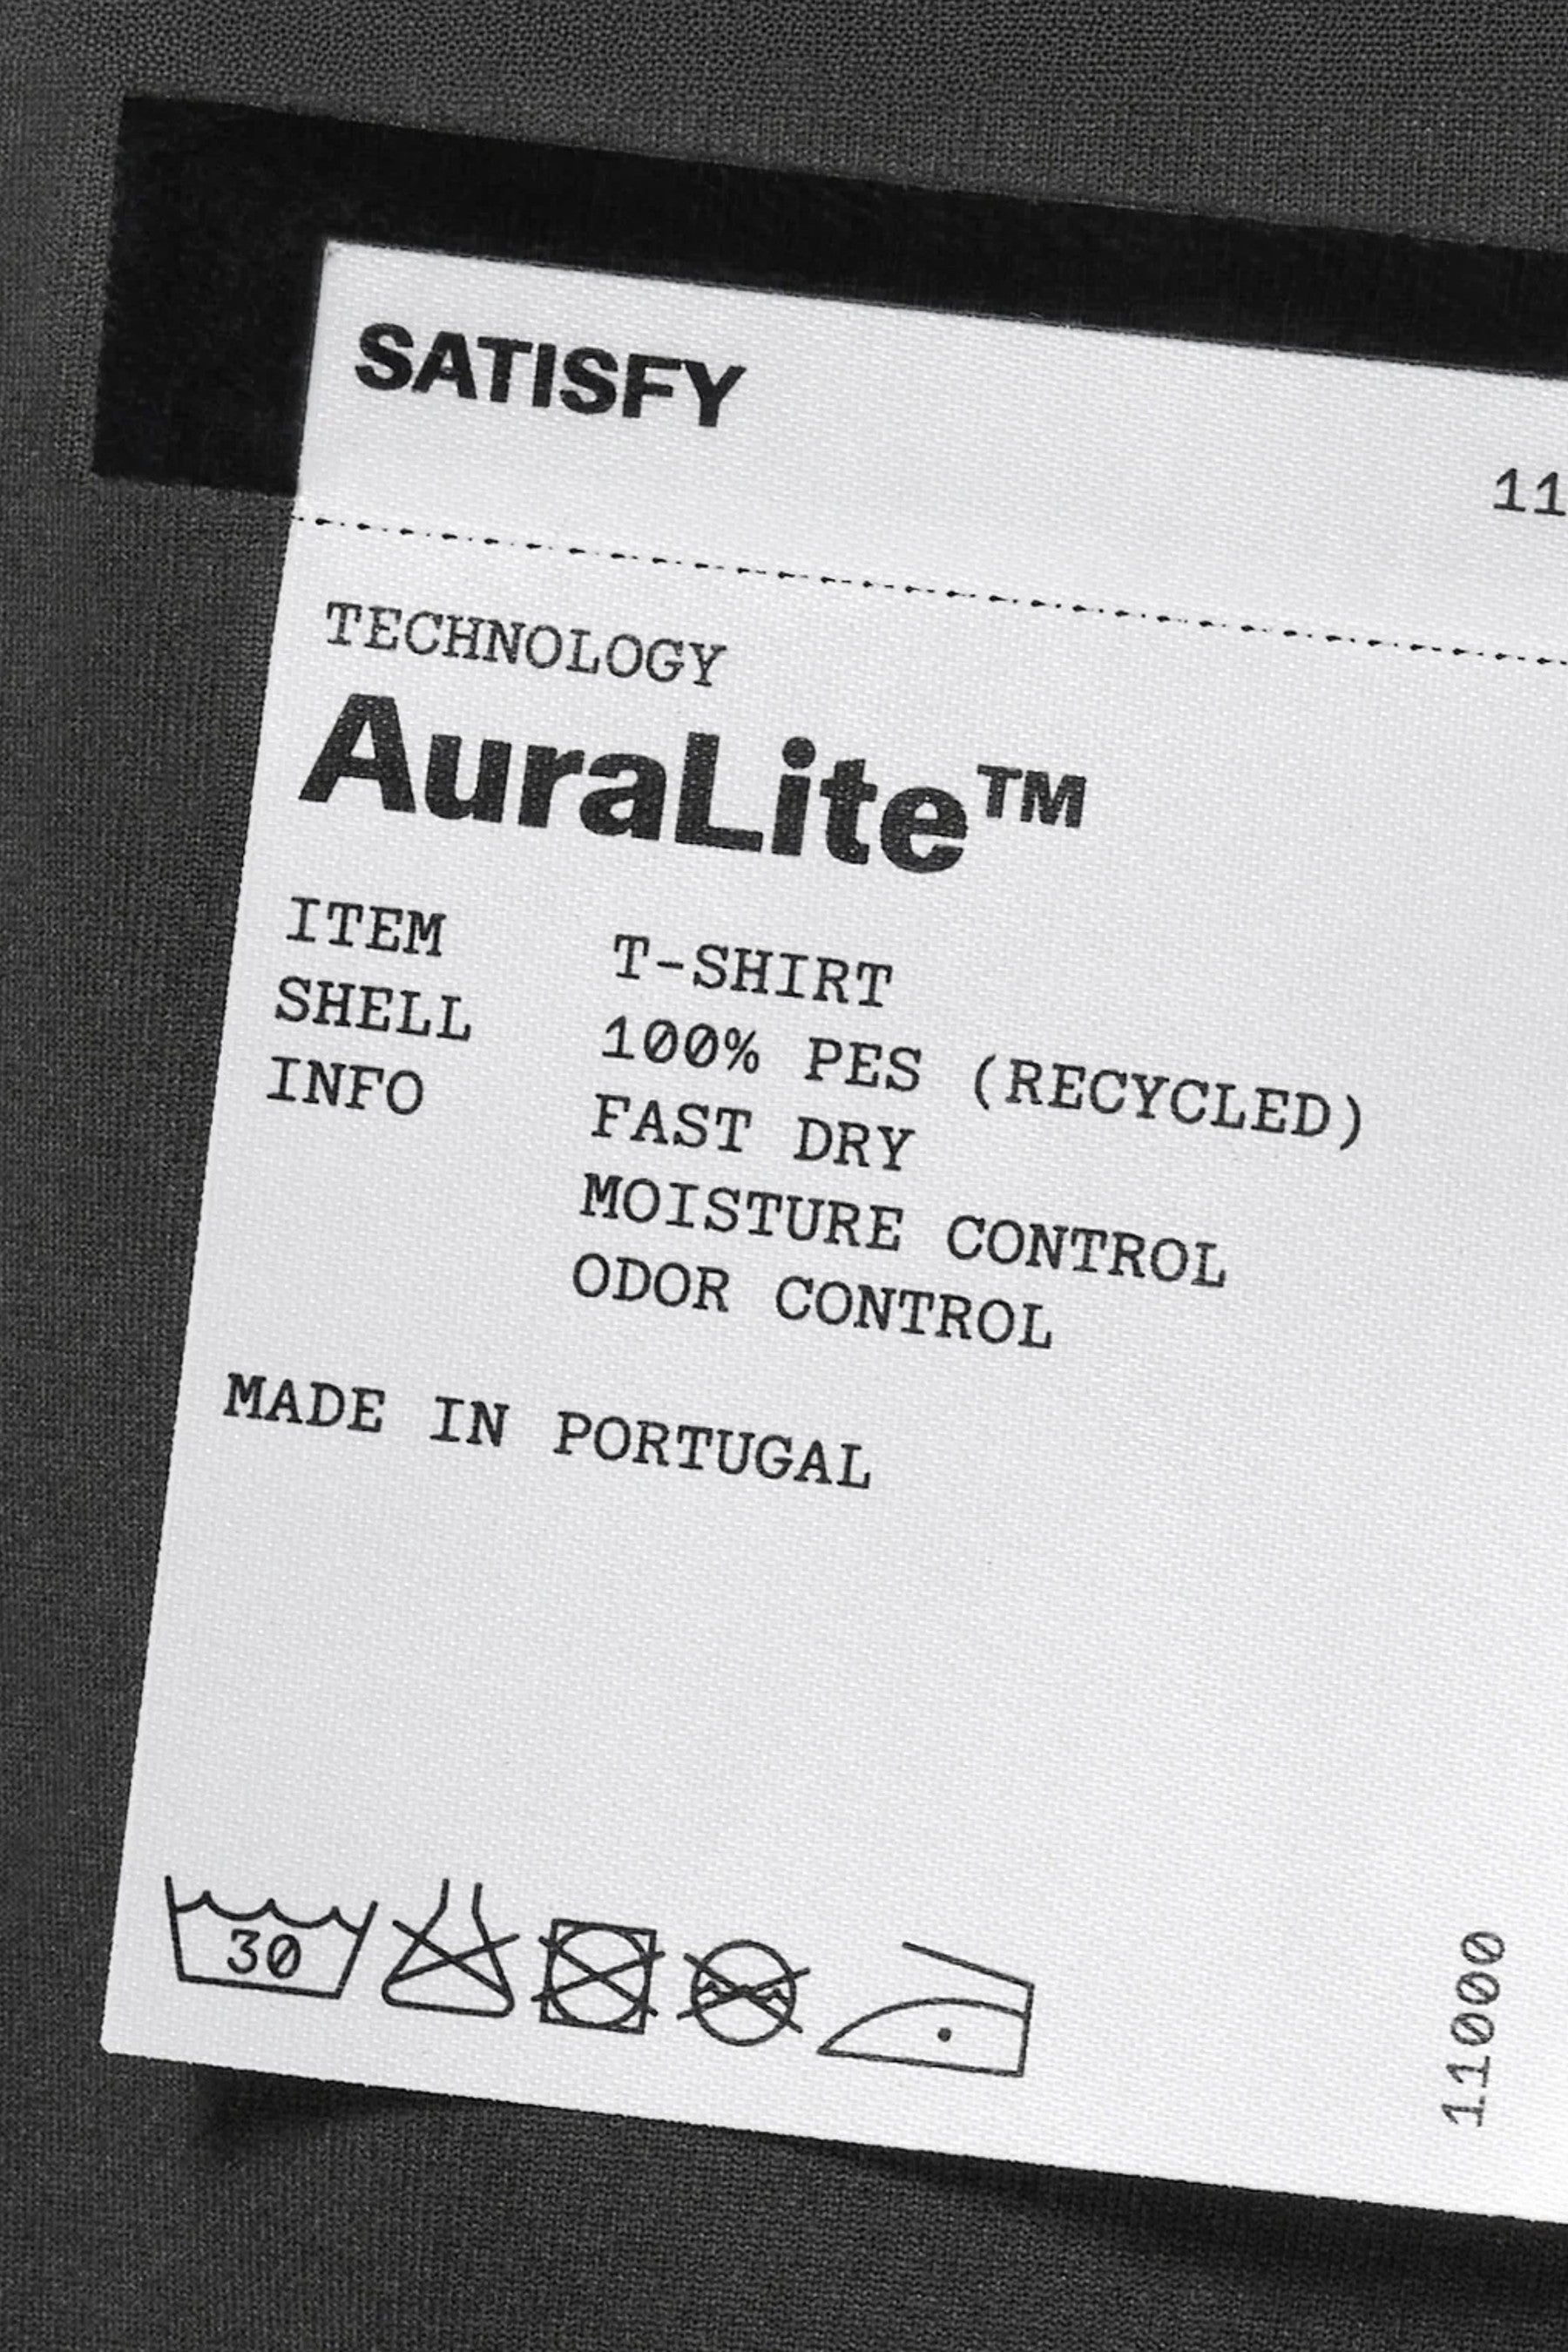 SATISFY
11
TECHNOLOGY
AuraLite™
ITEM T-SHIRT
SHELL 100% PES (RECYCLED)
INFO FAST DRY
MOISTURE CONTROL
ODOR CONTROL
MADE IN PORTUGAL
30
11000